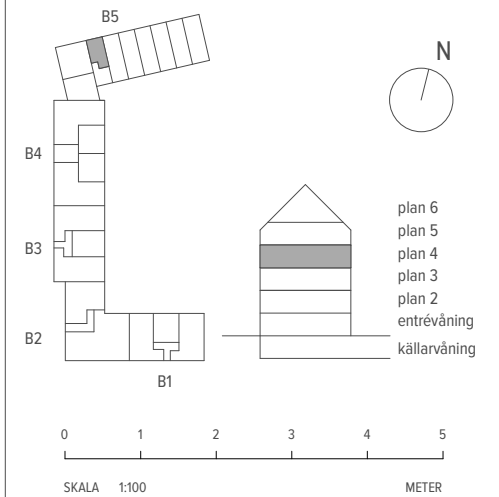 B5
N
B4
B3
B2
B1
plan 6
plan 5
plan 4
plan 3
plan 2
entrévåning
källarvåning
0 1 2 3 4 5
SKALA 1:100 METER